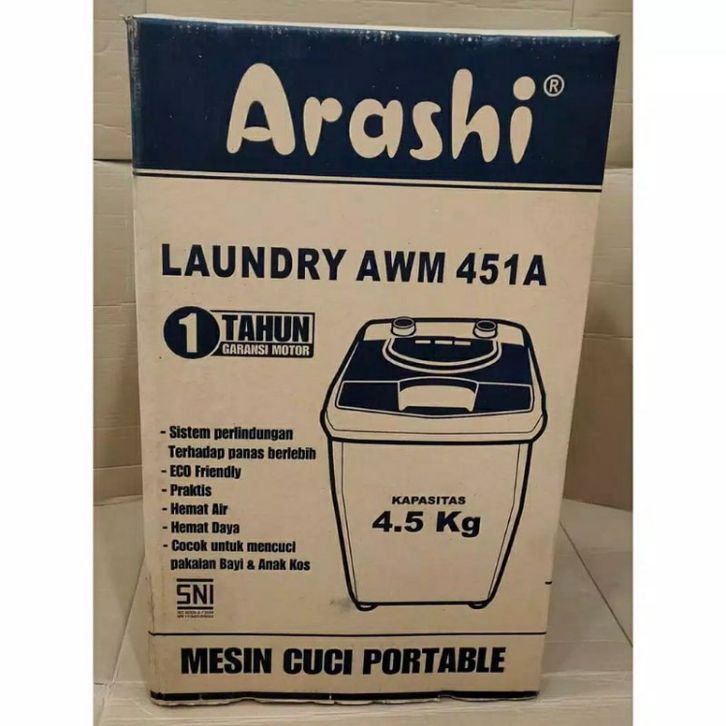 Arashi®
LAUNDRY AWM 451A
1 TAHUN
GARANSI MOTOR
- Sistem perlindungan
Terhadap panas berlebih
- ECO Friendly
- Praktis
- Hemat Air
- Hemat Daya
- Cocok untuk mencuci
pakaian Bayi & Anak Kos
KAPASITAS
4.5 Kg
SNI
MESIN CUCI PORTABLE